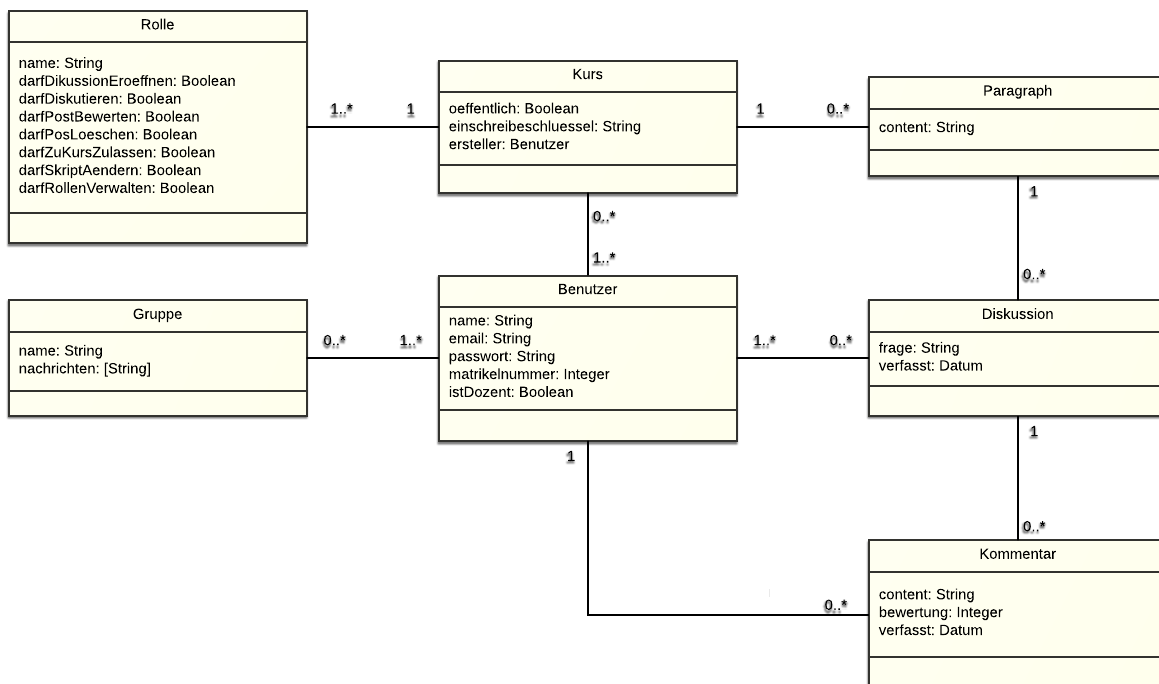 Rolle
name: String
darfDikussionEroeffnen: Boolean
darfDiskutieren: Boolean
darfPostBewerten: Boolean
darfPosLoeschen: Boolean
darfZuKursZulassen: Boolean
darfSkriptAendern: Boolean
darfRollenVerwalten: Boolean
1..* 1
Kurs
oeffentlich: Boolean
einschreibeschluessel: String
ersteller: Benutzer
1 0..*
Paragraph
content: String
0..*
1..*
1
0..*
Gruppe
name: String
nachrichten: [String]
0..* 1..*
Benutzer
name: String
email: String
passwort: String
matrikelnummer: Integer
istDozent: Boolean
1..* 0..*
Diskussion
frage: String
verfasst: Datum
1
0..*
1
0..*
Kommentar
content: String
bewertung: Integer
verfasst: Datum